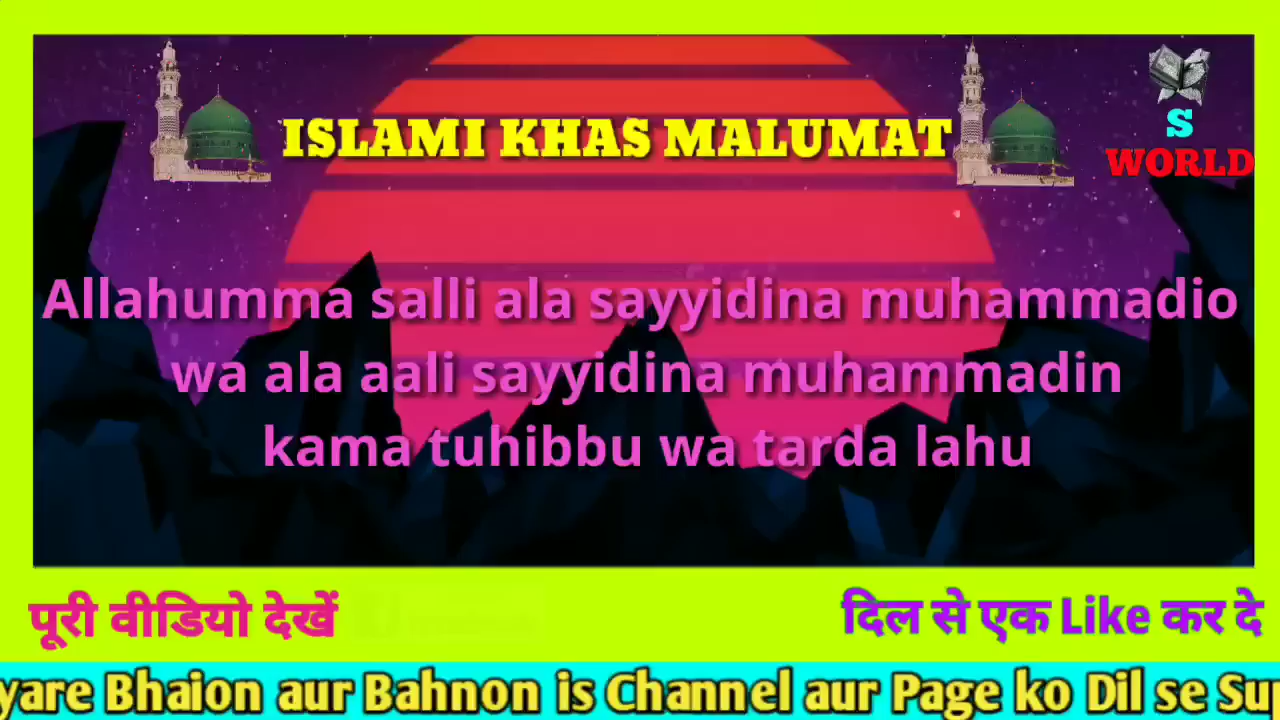 ISLAMI KHAS MALUMAT
S
WORLD
Allahumma salli ala sayyidina muhammadio
wa ala aali sayyidina muhammadin
kama tuhibbu wa tarda lahu
पूरी वीडियो देखें
दिल से एक Like कर दे
yare Bhaion aur Bahnon is Channel aur Page ko Dil se Sup